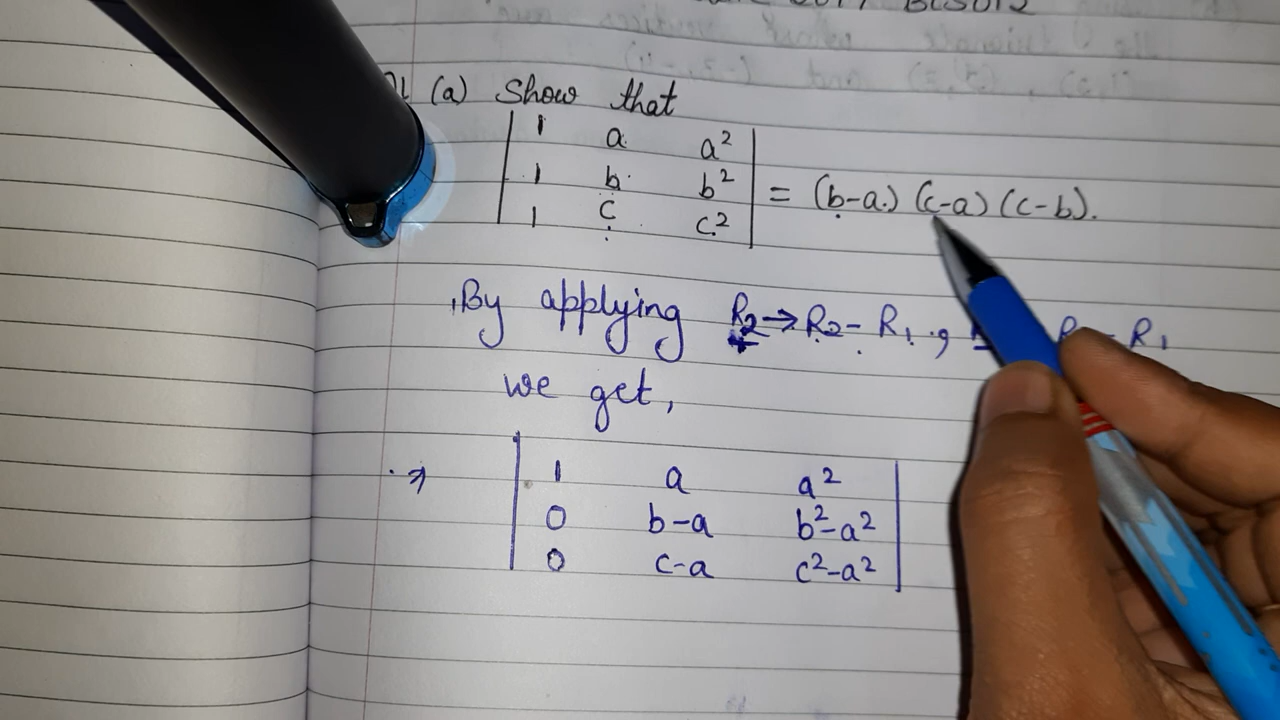 BCS012
(a) Show that
| 1 a a² |
| 1 b b² | = (b-a) (c-a) (c-b).
| 1 c c² |
By applying R₂→R₂-R₁, - R₁
we get,
⇒ | 1 a a² |
| 0 b-a b²-a² |
| 0 c-a c²-a² |